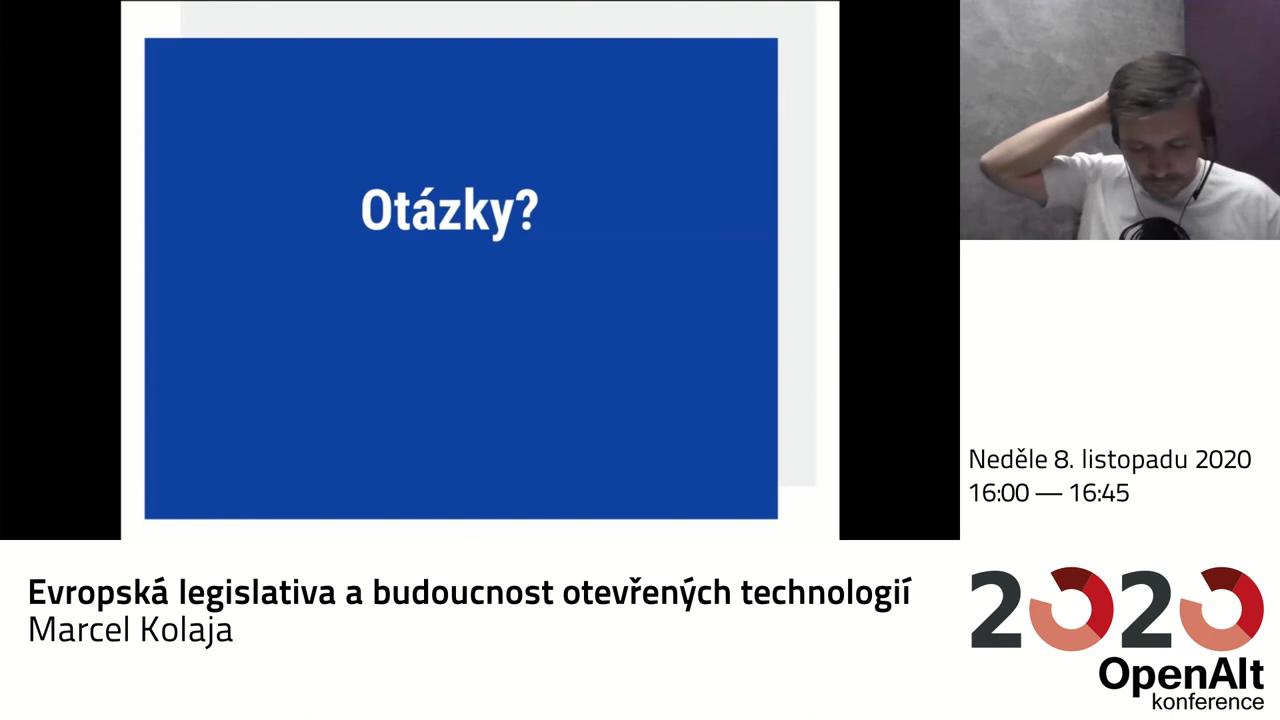 Otázky?
Neděle 8. listopadu 2020
16:00 — 16:45
Evropská legislativa a budoucnost otevřených technologií
Marcel Kolaja
2020
OpenAlt
konference